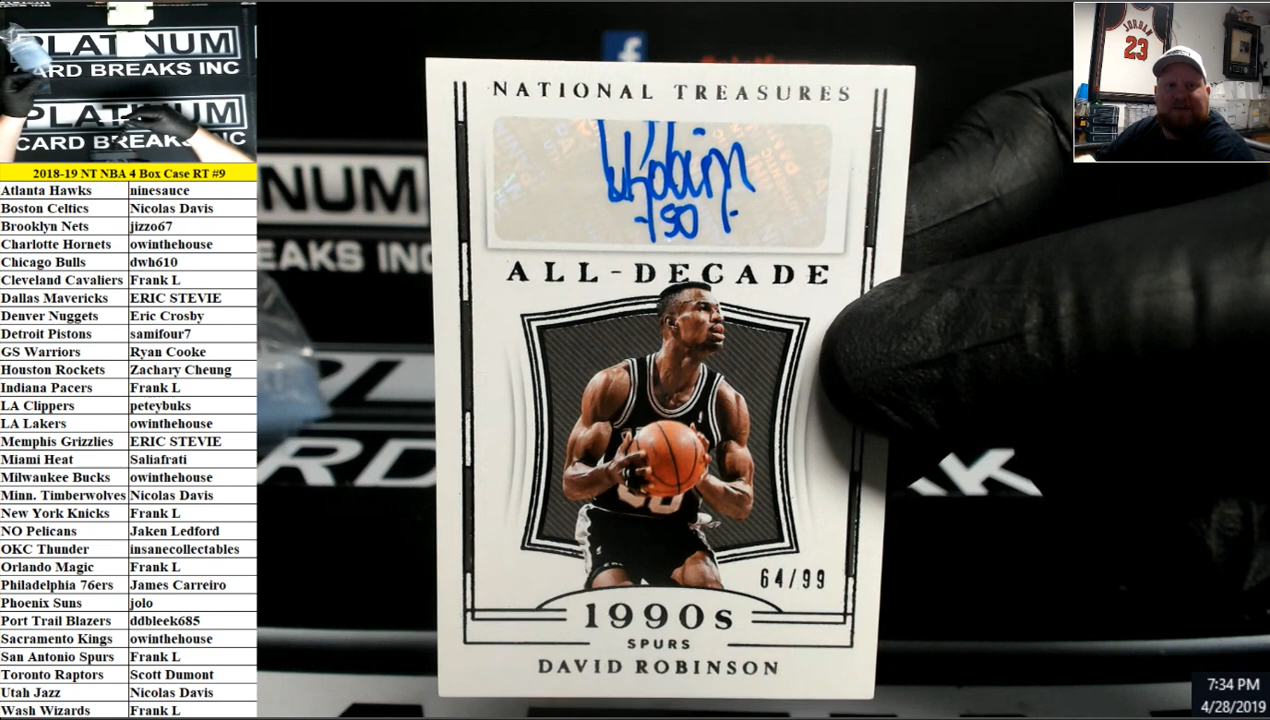 PLATINUM
CARD BREAKS INC
PLATINUM
CARD BREAKS INC
2018-19 NT NBA 4 Box Case RT #9
Atlanta Hawks ninesauce
Boston Celtics Nicolas Davis
Brooklyn Nets jizzo67
Charlotte Hornets owinthehouse
Chicago Bulls dwh610
Cleveland Cavaliers Frank L
Dallas Mavericks ERIC STEVIE
Denver Nuggets Eric Crosby
Detroit Pistons samifour7
GS Warriors Ryan Cooke
Houston Rockets Zachary Cheung
Indiana Pacers Frank L
LA Clippers peteybuks
LA Lakers owinthehouse
Memphis Grizzlies ERIC STEVIE
Miami Heat Saliafrati
Milwaukee Bucks owinthehouse
Minn. Timberwolves Nicolas Davis
New York Knicks Frank L
NO Pelicans Jaken Ledford
OKC Thunder insanecollectables
Orlando Magic Frank L
Philadelphia 76ers James Carreiro
Phoenix Suns jolo
Port Trail Blazers ddbleek685
Sacramento Kings owinthehouse
San Antonio Spurs Frank L
Toronto Raptors Scott Dumont
Utah Jazz Nicolas Davis
Wash Wizards Frank L
NUM
EAKS INC
NATIONAL TREASURES
50
ALL-DECADE
64/99
1990s
SPURS
DAVID ROBINSON
JORDAN
23
7:34 PM
4/28/2019